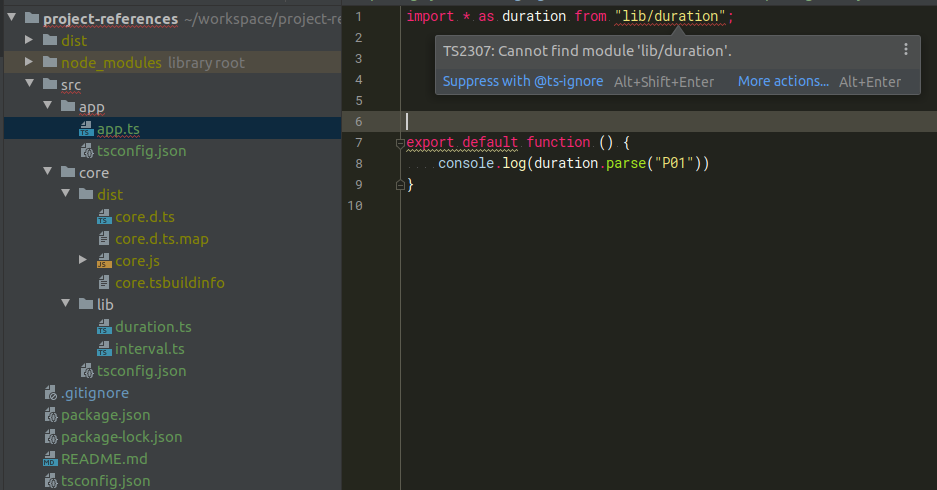 project-references ~/workspace/project-re
dist
node_modules library root
src
app
app.ts
tsconfig.json
core
dist
core.d.ts
core.d.ts.map
core.js
core.tsbuildinfo
lib
duration.ts
interval.ts
tsconfig.json
.gitignore
package.json
package-lock.json
README.md
tsconfig.json
1 import * as duration from "lib/duration";
2
3
4
5
6
7 export default function () {
8 console.log(duration.parse("P01"))
9 }
10
TS2307: Cannot find module 'lib/duration'.
Suppress with @ts-ignore Alt+Shift+Enter More actions... Alt+Enter